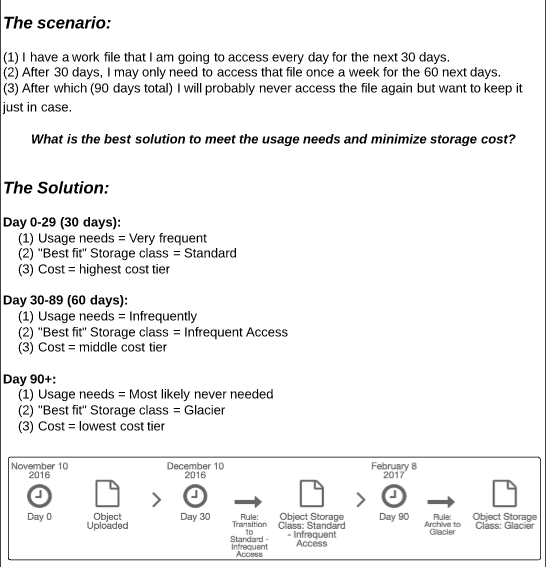 The scenario:
(1) I have a work file that I am going to access every day for the next 30 days.
(2) After 30 days, I may only need to access that file once a week for the 60 next days.
(3) After which (90 days total) I will probably never access the file again but want to keep it
just in case.
What is the best solution to meet the usage needs and minimize storage cost?
The Solution:
Day 0-29 (30 days):
(1) Usage needs = Very frequent
(2) "Best fit" Storage class = Standard
(3) Cost = highest cost tier
Day 30-89 (60 days):
(1) Usage needs = Infrequently
(2) "Best fit" Storage class = Infrequent Access
(3) Cost = middle cost tier
Day 90+:
(1) Usage needs = Most likely never needed
(2) "Best fit" Storage class = Glacier
(3) Cost = lowest cost tier
November 10
2016
Day 0
Object
Uploaded
December 10
2016
Day 30
Rule:
Transition
to
Standard -
Infrequent
Access
Object Storage
Class: Standard
- Infrequent
Access
February 8
2017
Day 90
Rule:
Archive to
Glacier
Object Storage
Class: Glacier